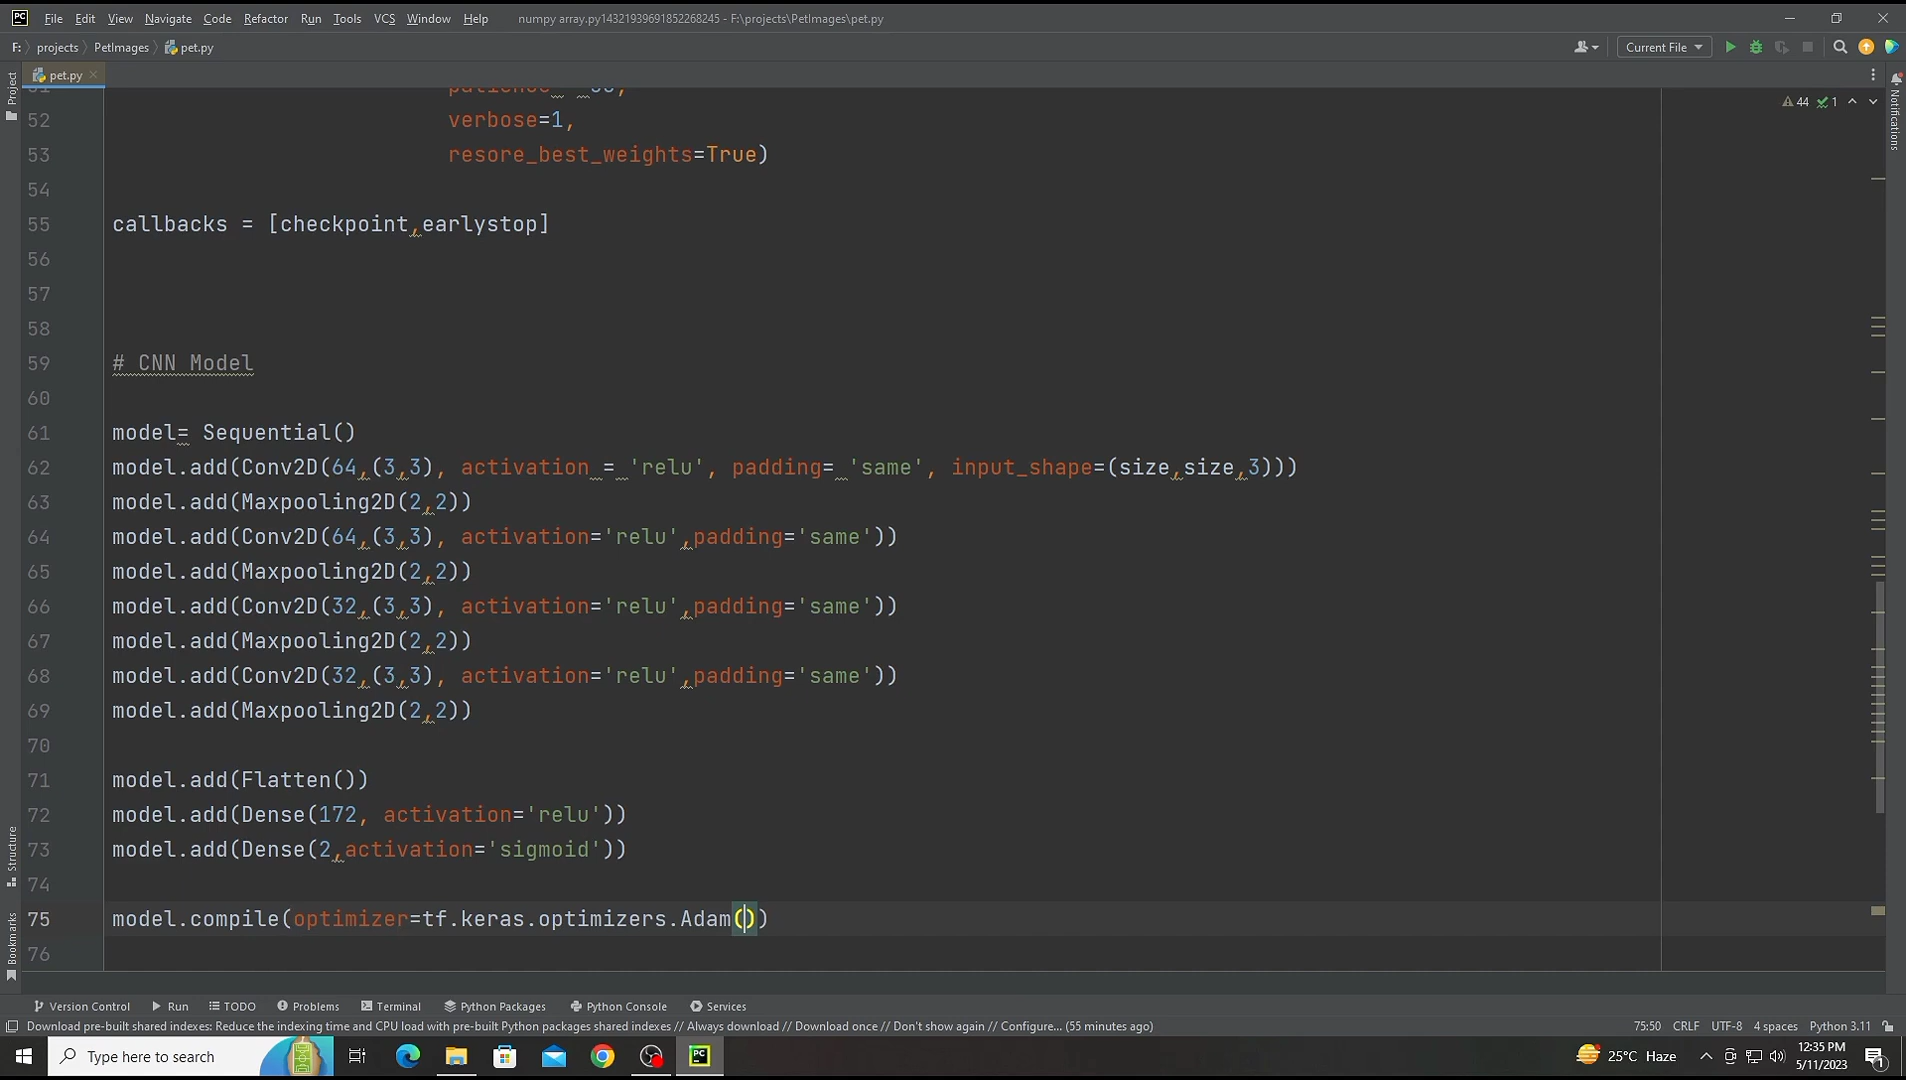 File Edit View Navigate Code Refactor Run Tools VCS Window Help numpy array.py14321939691852268245 - F:\projects\PetImages\pet.py
F: projects PetImages pet.py Current File
pet.py
Project
Notifications
44 1
52 verbose=1,
53 resore_best_weights=True)
54
55 callbacks = [checkpoint,earlystop]
56
57
58
59 # CNN Model
60
61 model= Sequential()
62 model.add(Conv2D(64,(3,3), activation = 'relu', padding= 'same', input_shape=(size,size,3)))
63 model.add(Maxpooling2D(2,2))
64 model.add(Conv2D(64,(3,3), activation='relu',padding='same'))
65 model.add(Maxpooling2D(2,2))
66 model.add(Conv2D(32,(3,3), activation='relu',padding='same'))
67 model.add(Maxpooling2D(2,2))
68 model.add(Conv2D(32,(3,3), activation='relu',padding='same'))
69 model.add(Maxpooling2D(2,2))
70
71 model.add(Flatten())
72 model.add(Dense(172, activation='relu'))
73 model.add(Dense(2,activation='sigmoid'))
74
75 model.compile(optimizer=tf.keras.optimizers.Adam())
76
Structure
Bookmarks
Version Control Run TODO Problems Terminal Python Packages Python Console Services
Download pre-built shared indexes: Reduce the indexing time and CPU load with pre-built Python packages shared indexes // Always download // Download once // Don't show again // Configure... (55 minutes ago) 75:50 CRLF UTF-8 4 spaces Python 3.11
Type here to search 25°C Haze 12:35 PM
5/11/2023 1